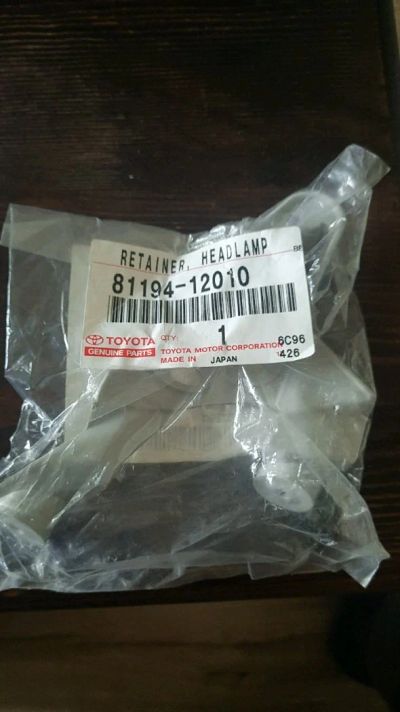 RETAINER, HEADLAMP
81194-12010
TOYOTA
GENUINE PARTS
QTY: 1
TOYOTA MOTOR CORPORATION
MADE IN JAPAN
6C96
426